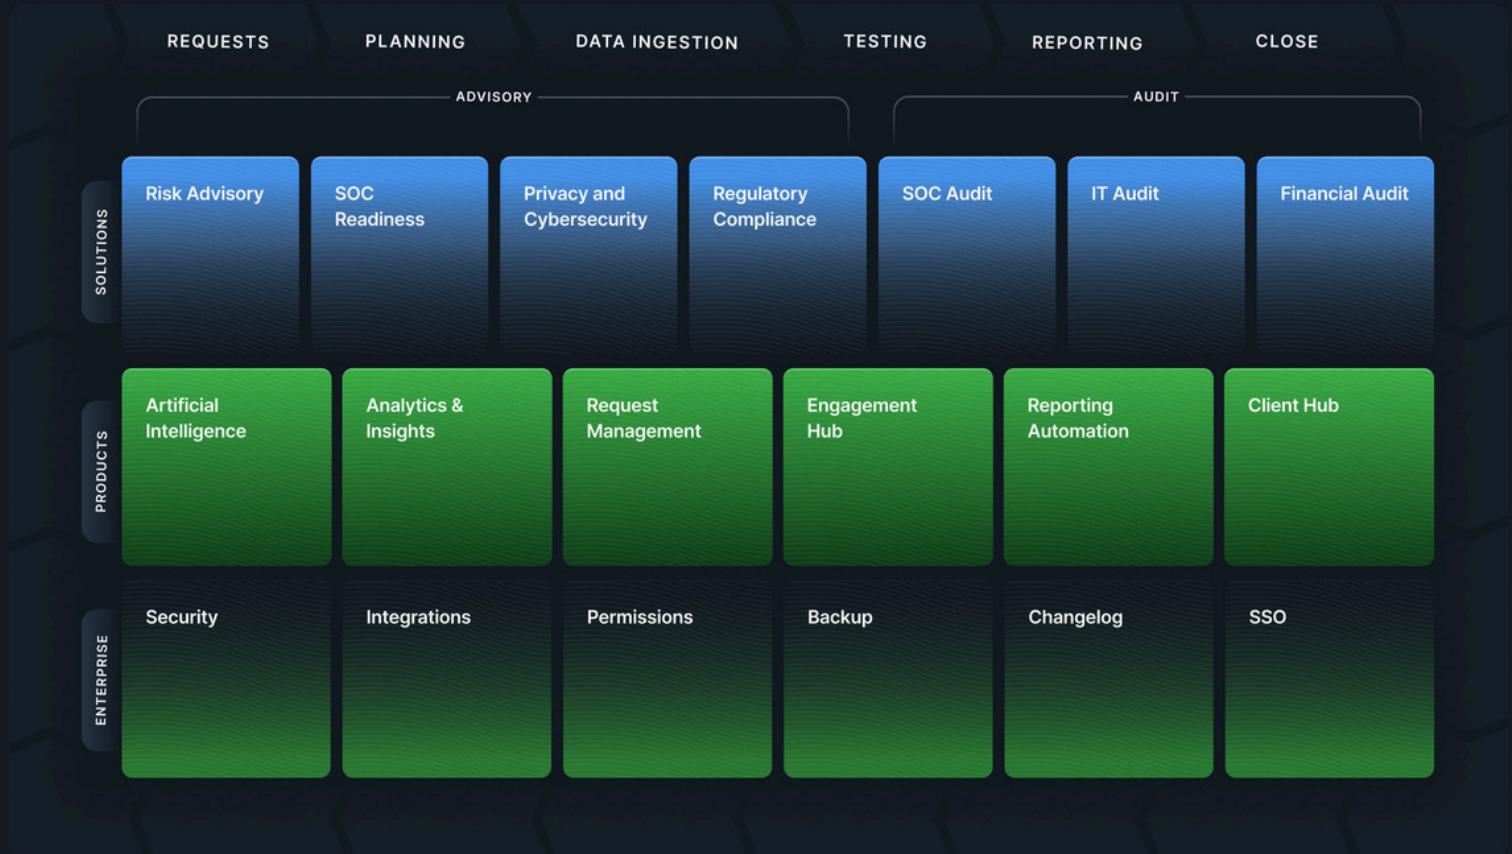 REQUESTS
PLANNING
DATA INGESTION
TESTING
REPORTING
CLOSE
ADVISORY
AUDIT
SOLUTIONS
Risk Advisory
SOC
Readiness
Privacy and
Cybersecurity
Regulatory
Compliance
SOC Audit
IT Audit
Financial Audit
PRODUCTS
Artificial
Intelligence
Analytics &
Insights
Request
Management
Engagement
Hub
Reporting
Automation
Client Hub
ENTERPRISE
Security
Integrations
Permissions
Backup
Changelog
SSO